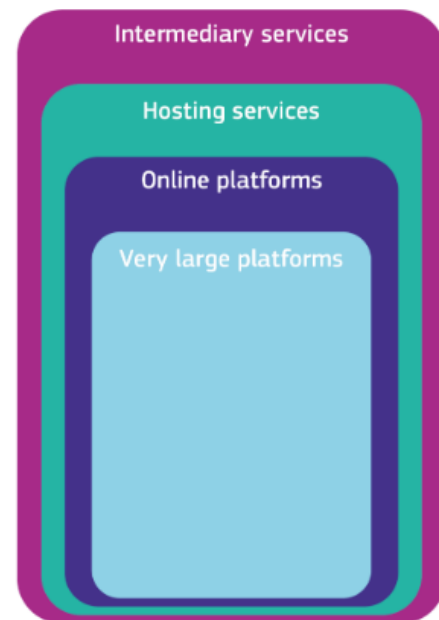 Intermediary services
Hosting services
Online platforms
Very large platforms